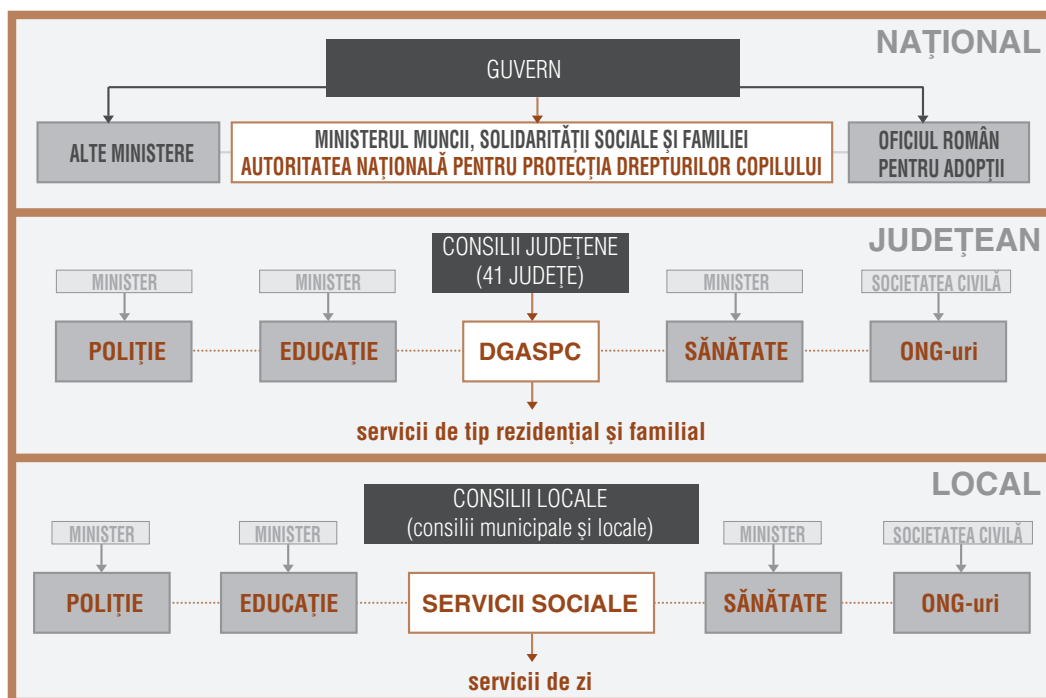 NAȚIONAL
GUVERN
ALTE MINISTERE
MINISTERUL MUNCII, SOLIDARITĂȚII SOCIALE ȘI FAMILIEI
AUTORITATEA NAȚIONALĂ PENTRU PROTECȚIA DREPTURILOR COPILULUI
OFICIUL ROMÂN
PENTRU ADOPȚII
JUDEȚEAN
CONSILII JUDEȚENE
(41 JUDEȚE)
MINISTER
MINISTER
MINISTER
SOCIETATEA CIVILĂ
POLIȚIE
EDUCAȚIE
DGASPC
SĂNĂTATE
ONG-uri
servicii de tip rezidențial și familial
LOCAL
CONSILII LOCALE
(consilii municipale și locale)
MINISTER
MINISTER
MINISTER
SOCIETATEA CIVILĂ
POLIȚIE
EDUCAȚIE
SERVICII SOCIALE
SĂNĂTATE
ONG-uri
servicii de zi